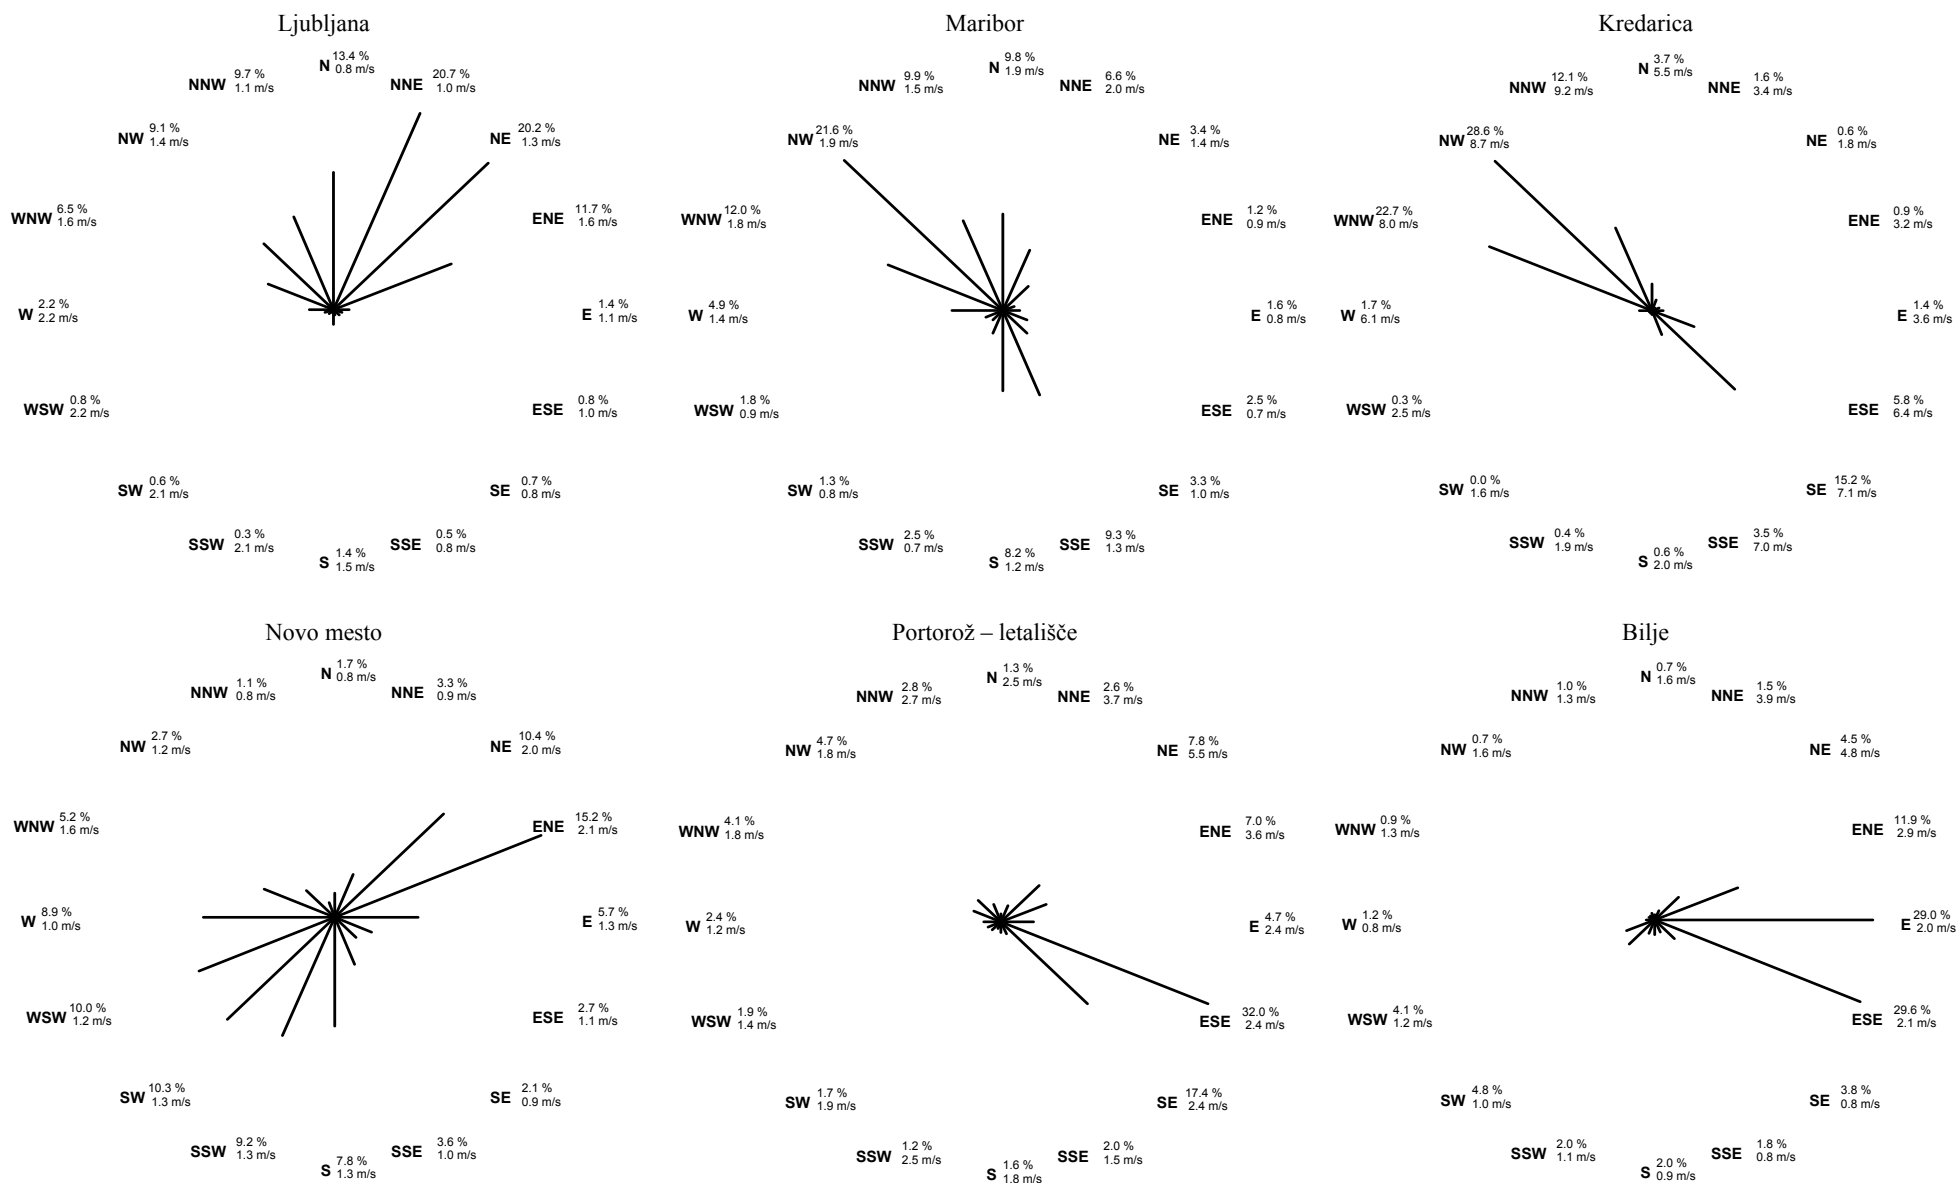 Ljubljana
N 13.4 %
0.8 m/s
NNW 9.7 %
1.1 m/s
NNE 20.7 %
1.0 m/s
NW 9.1 %
1.4 m/s
NE 20.2 %
1.3 m/s
WNW 6.5 %
1.6 m/s
ENE 11.7 %
1.6 m/s
W 2.2 %
2.2 m/s
E 1.4 %
1.1 m/s
WSW 0.8 %
2.2 m/s
ESE 0.8 %
1.0 m/s
SW 0.6 %
2.1 m/s
SE 0.7 %
0.8 m/s
SSW 0.3 %
2.1 m/s
SSE 0.5 %
0.8 m/s
S 1.4 %
1.5 m/s
Maribor
N 9.8 %
1.9 m/s
NNW 9.9 %
1.5 m/s
NNE 6.6 %
2.0 m/s
NW 21.6 %
1.9 m/s
NE 3.4 %
1.4 m/s
WNW 12.0 %
1.8 m/s
ENE 1.2 %
0.9 m/s
W 4.9 %
1.4 m/s
E 1.6 %
0.8 m/s
WSW 1.8 %
0.9 m/s
ESE 2.5 %
0.7 m/s
SW 1.3 %
0.8 m/s
SE 3.3 %
1.0 m/s
SSW 2.5 %
0.7 m/s
SSE 9.3 %
1.3 m/s
S 8.2 %
1.2 m/s
Kredarica
N 3.7 %
5.5 m/s
NNW 12.1 %
9.2 m/s
NNE 1.6 %
3.4 m/s
NW 28.6 %
8.7 m/s
NE 0.6 %
1.8 m/s
WNW 22.7 %
8.0 m/s
ENE 0.9 %
3.2 m/s
W 1.7 %
6.1 m/s
E 1.4 %
3.6 m/s
WSW 0.3 %
2.5 m/s
ESE 5.8 %
6.4 m/s
SW 0.0 %
1.6 m/s
SE 15.2 %
7.1 m/s
SSW 0.4 %
1.9 m/s
SSE 3.5 %
7.0 m/s
S 0.6 %
2.0 m/s
Novo mesto
N 1.7 %
0.8 m/s
NNW 1.1 %
0.8 m/s
NNE 3.3 %
0.9 m/s
NW 2.7 %
1.2 m/s
NE 10.4 %
2.0 m/s
WNW 5.2 %
1.6 m/s
ENE 15.2 %
2.1 m/s
W 8.9 %
1.0 m/s
E 5.7 %
1.3 m/s
WSW 10.0 %
1.2 m/s
ESE 2.7 %
1.1 m/s
SW 10.3 %
1.3 m/s
SE 2.1 %
0.9 m/s
SSW 9.2 %
1.3 m/s
SSE 3.6 %
1.0 m/s
S 7.8 %
1.3 m/s
Portorož – letališče
N 1.3 %
2.5 m/s
NNW 2.8 %
2.7 m/s
NNE 2.6 %
3.7 m/s
NW 4.7 %
1.8 m/s
NE 7.8 %
5.5 m/s
WNW 4.1 %
1.8 m/s
ENE 7.0 %
3.6 m/s
W 2.4 %
1.2 m/s
E 4.7 %
2.4 m/s
WSW 1.9 %
1.4 m/s
ESE 32.0 %
2.4 m/s
SW 1.7 %
1.9 m/s
SE 17.4 %
2.4 m/s
SSW 1.2 %
2.5 m/s
SSE 2.0 %
1.5 m/s
S 1.6 %
1.8 m/s
Bilje
N 0.7 %
1.6 m/s
NNW 1.0 %
1.3 m/s
NNE 1.5 %
3.9 m/s
NW 0.7 %
1.6 m/s
NE 4.5 %
4.8 m/s
WNW 0.9 %
1.3 m/s
ENE 11.9 %
2.9 m/s
W 1.2 %
0.8 m/s
E 29.0 %
2.0 m/s
WSW 4.1 %
1.2 m/s
ESE 29.6 %
2.1 m/s
SW 4.8 %
1.0 m/s
SE 3.8 %
0.8 m/s
SSW 2.0 %
1.1 m/s
SSE 1.8 %
0.8 m/s
S 2.0 %
0.9 m/s